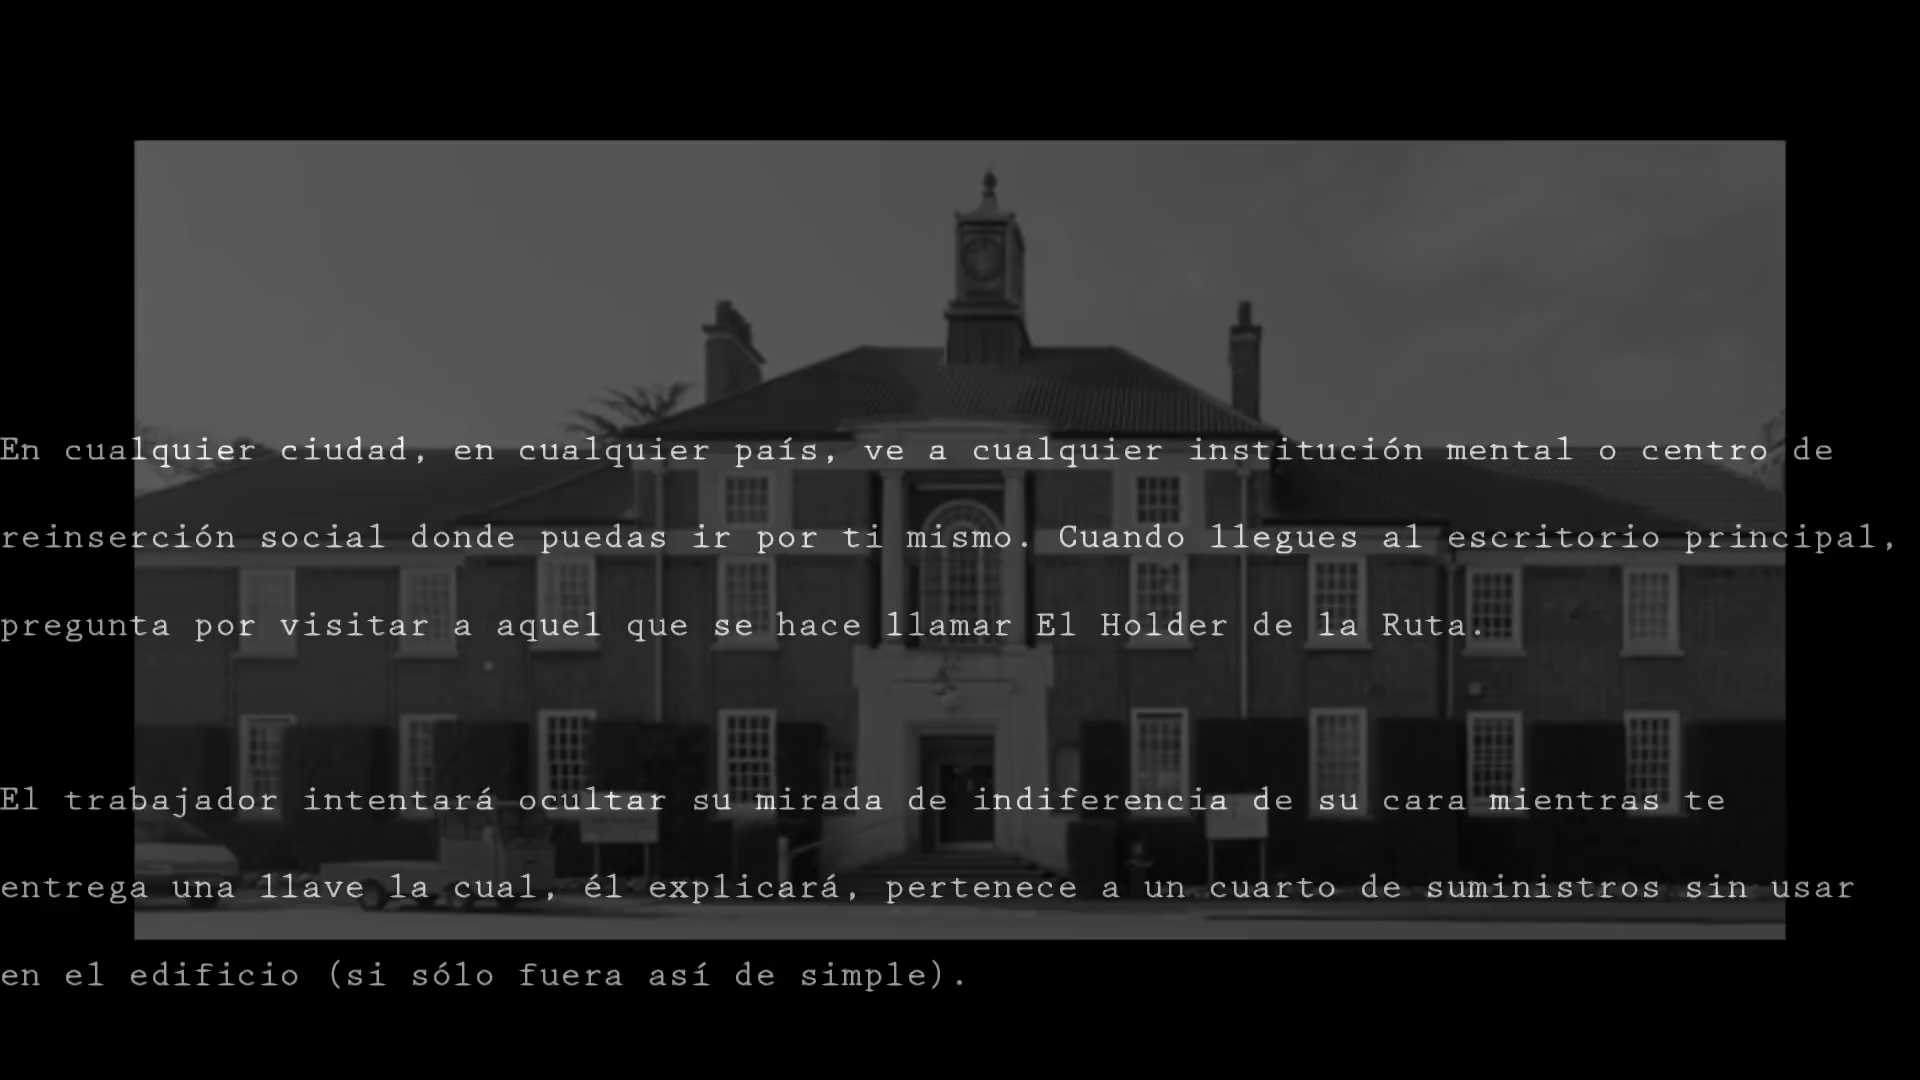 En cualquier ciudad, en cualquier país, ve a cualquier institución mental o centro de
reinserción social donde puedas ir por ti mismo. Cuando llegues al escritorio principal,
pregunta por visitar a aquel que se hace llamar El Holder de la Ruta.
El trabajador intentará ocultar su mirada de indiferencia de su cara mientras te
entrega una llave la cual, él explicará, pertenece a un cuarto de suministros sin usar
en el edificio (si sólo fuera así de simple).